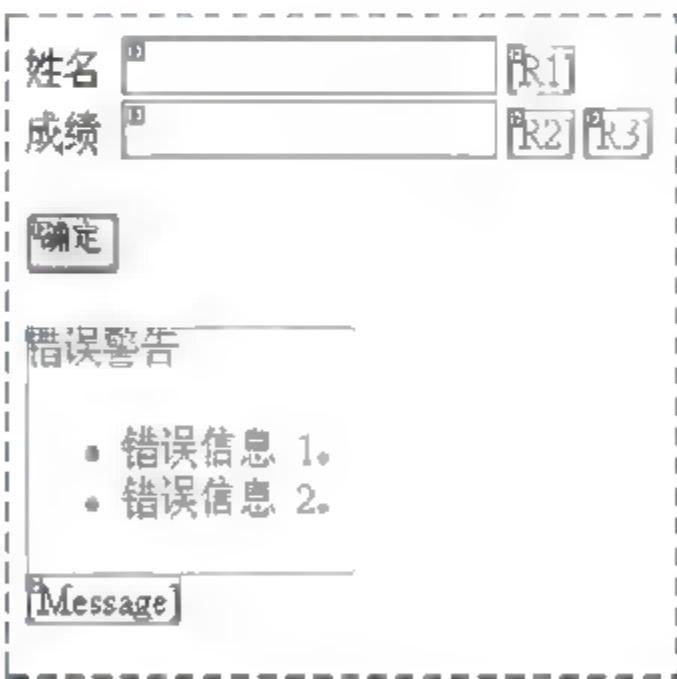 姓名 [R1]
成绩 [R2] [R3]
确定
错误警告
• 错误信息 1。
• 错误信息 2。
[Message]